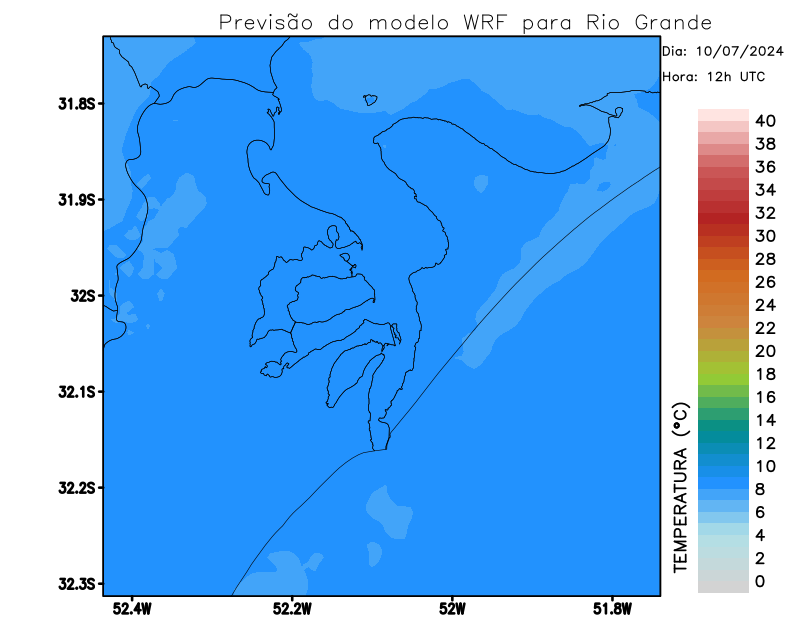 Previsão do modelo WRF para Rio Grande
Dia: 10/07/2024
Hora: 12h UTC
31.8S
31.9S
32S
32.1S
32.2S
32.3S
52.4W
52.2W
52W
51.8W
TEMPERATURA (°C)
40
38
36
34
32
30
28
26
24
22
20
18
16
14
12
10
8
6
4
2
0